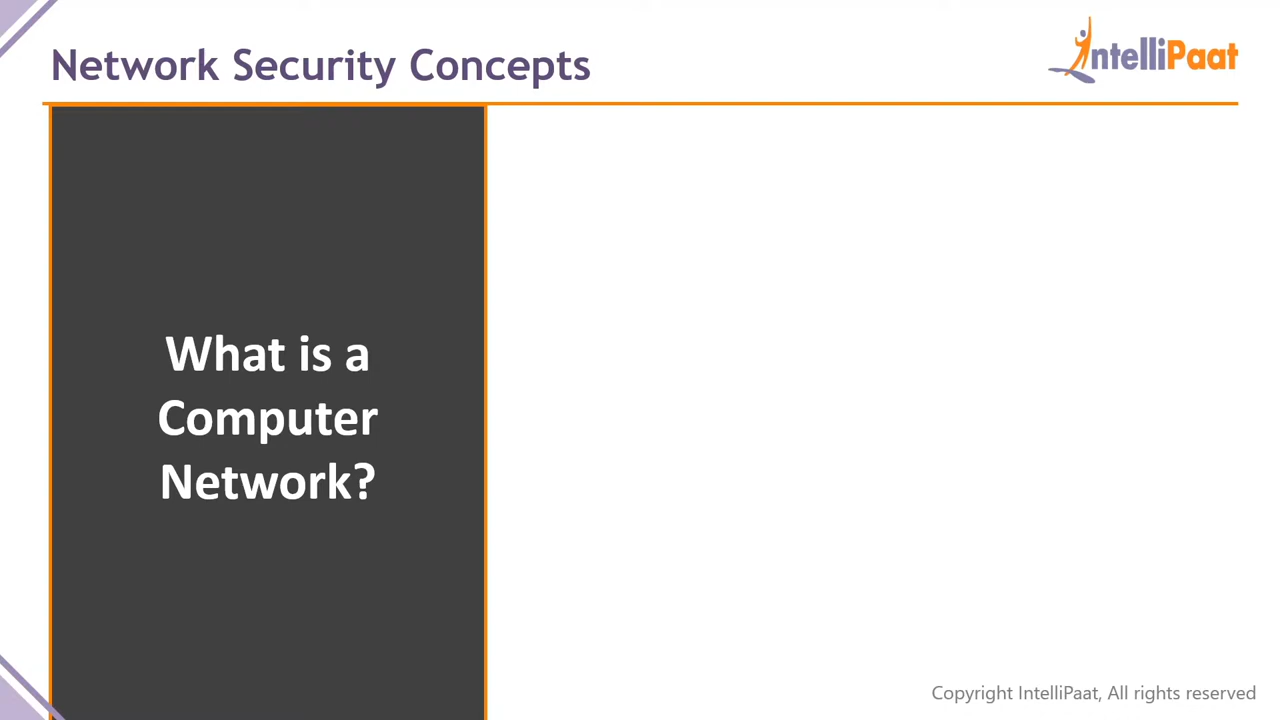 Network Security Concepts
IntelliPaat
What is a
Computer
Network?
Copyright IntelliPaat, All rights reserved